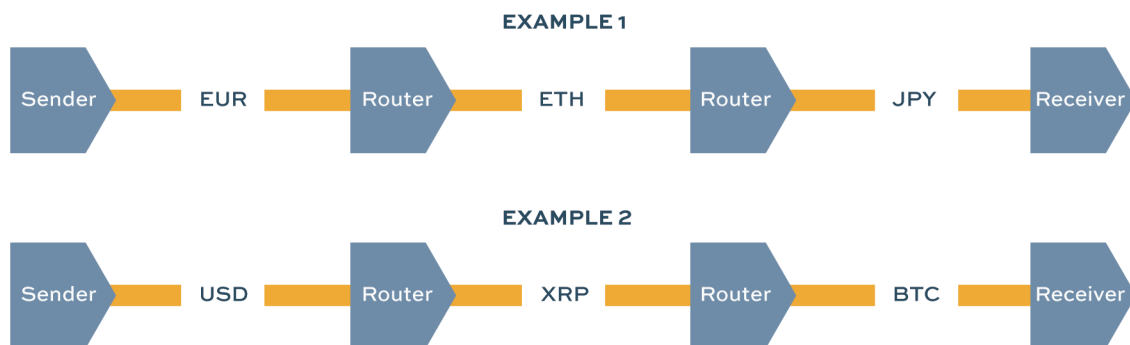 EXAMPLE 1
Sender EUR Router ETH Router JPY Receiver
EXAMPLE 2
Sender USD Router XRP Router BTC Receiver